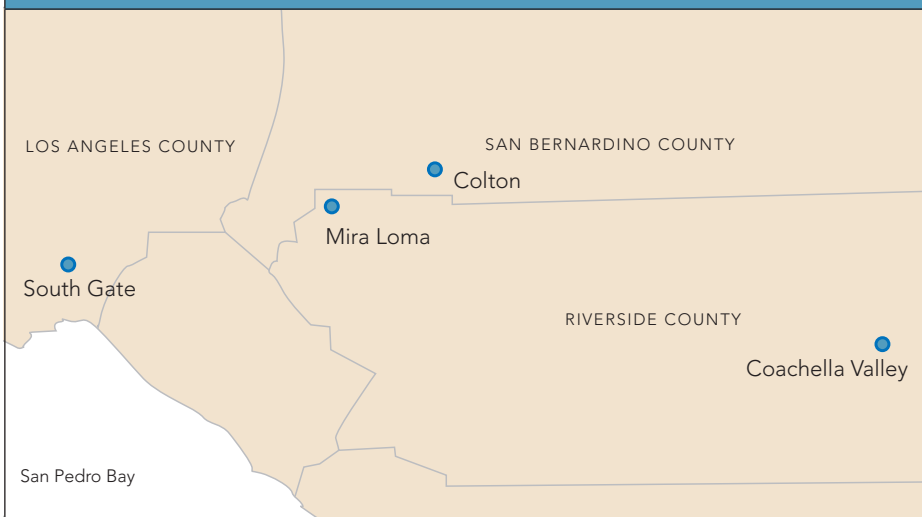 LOS ANGELES COUNTY
SAN BERNARDINO COUNTY
Colton
Mira Loma
South Gate
RIVERSIDE COUNTY
Coachella Valley
San Pedro Bay